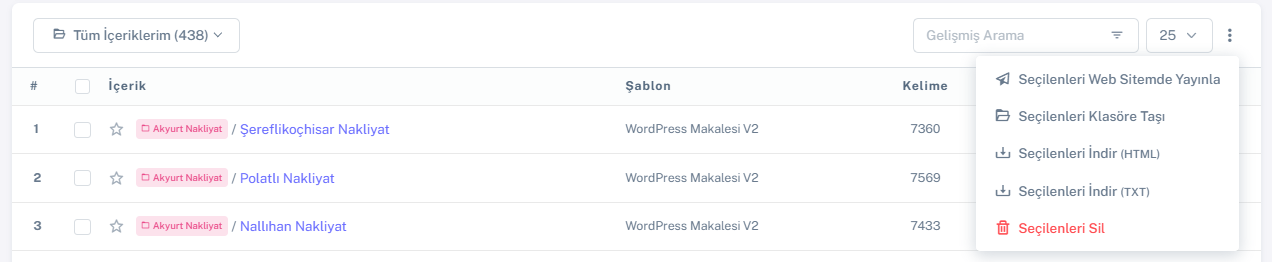 Tüm İçeriklerim (438)
Gelişmiş Arama
25
# İçerik Şablon Kelime
Seçilenleri Web Sitemde Yayınla
Seçilenleri Klasöre Taşı
Seçilenleri İndir (HTML)
Seçilenleri İndir (TXT)
Seçilenleri Sil
1 Akyurt Nakliyat / Şereflikoçhisar Nakliyat WordPress Makalesi V2 7360
2 Akyurt Nakliyat / Polatlı Nakliyat WordPress Makalesi V2 7569
3 Akyurt Nakliyat / Nallıhan Nakliyat WordPress Makalesi V2 7433